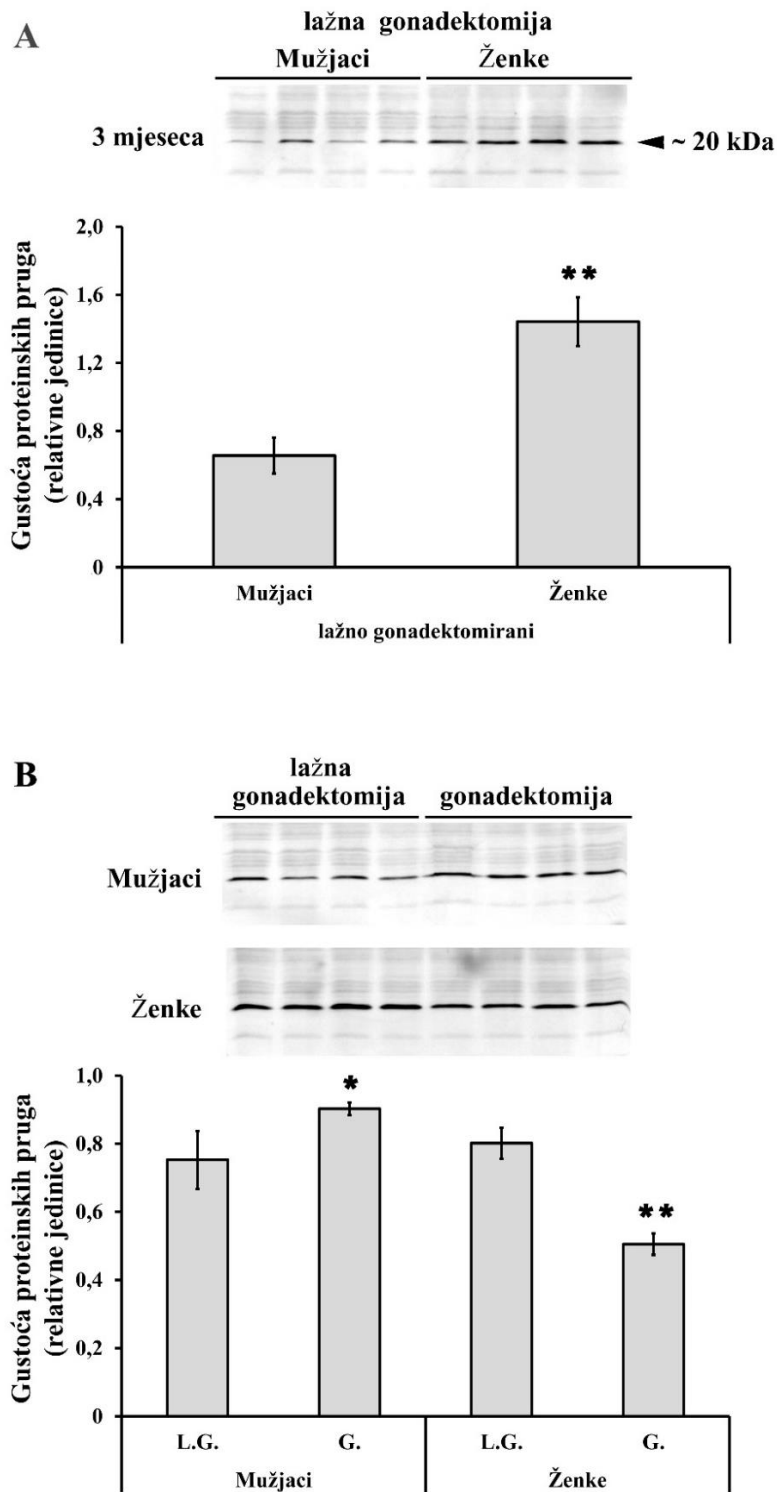 A
lažna gonadektomija
Mužjaci Ženke
3 mjeseca
~ 20 kDa
Gustoća proteinskih pruga
(relativne jedinice)
2,0
1,6
1,2
0,8
0,4
0
**
Mužjaci Ženke
lažno gonadektomirani
B
lažna
gonadektomija gonadektomija
Mužjaci
Ženke
Gustoća proteinskih pruga
(relativne jedinice)
1,0
0,8
0,6
0,4
0,2
0
*
**
L.G. G. L.G. G.
Mužjaci Ženke